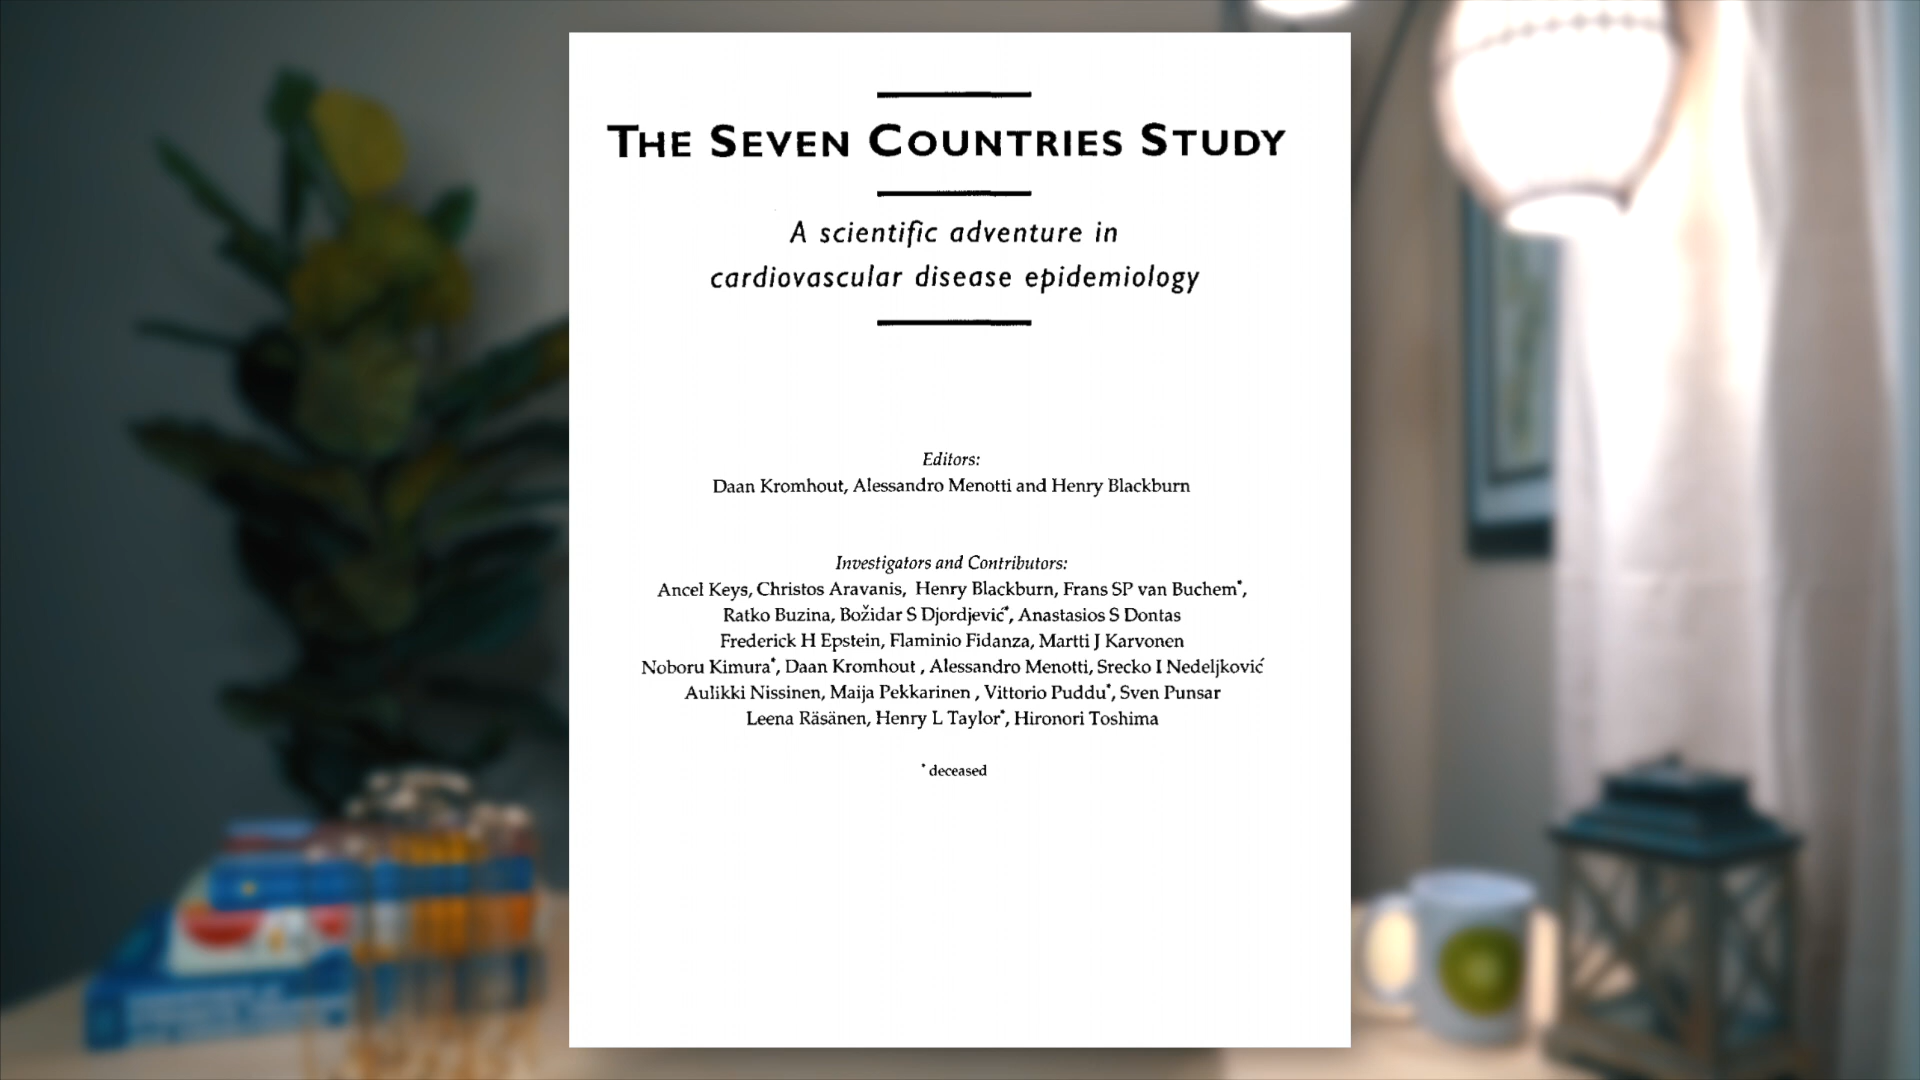 THE SEVEN COUNTRIES STUDY
A scientific adventure in
cardiovascular disease epidemiology
Editors:
Daan Kromhout, Alessandro Menotti and Henry Blackburn
Investigators and Contributors:
Ancel Keys, Christos Aravanis, Henry Blackburn, Frans SP van Buchem*,
Ratko Buzina, Božidar S Djordjević*, Anastasios S Dontas
Frederick H Epstein, Flaminio Fidanza, Martti J Karvonen
Noboru Kimura*, Daan Kromhout , Alessandro Menotti, Srecko I Nedeljković
Aulikki Nissinen, Maija Pekkarinen , Vittorio Puddu*, Sven Punsar
Leena Räsänen, Henry L Taylor*, Hironori Toshima
* deceased